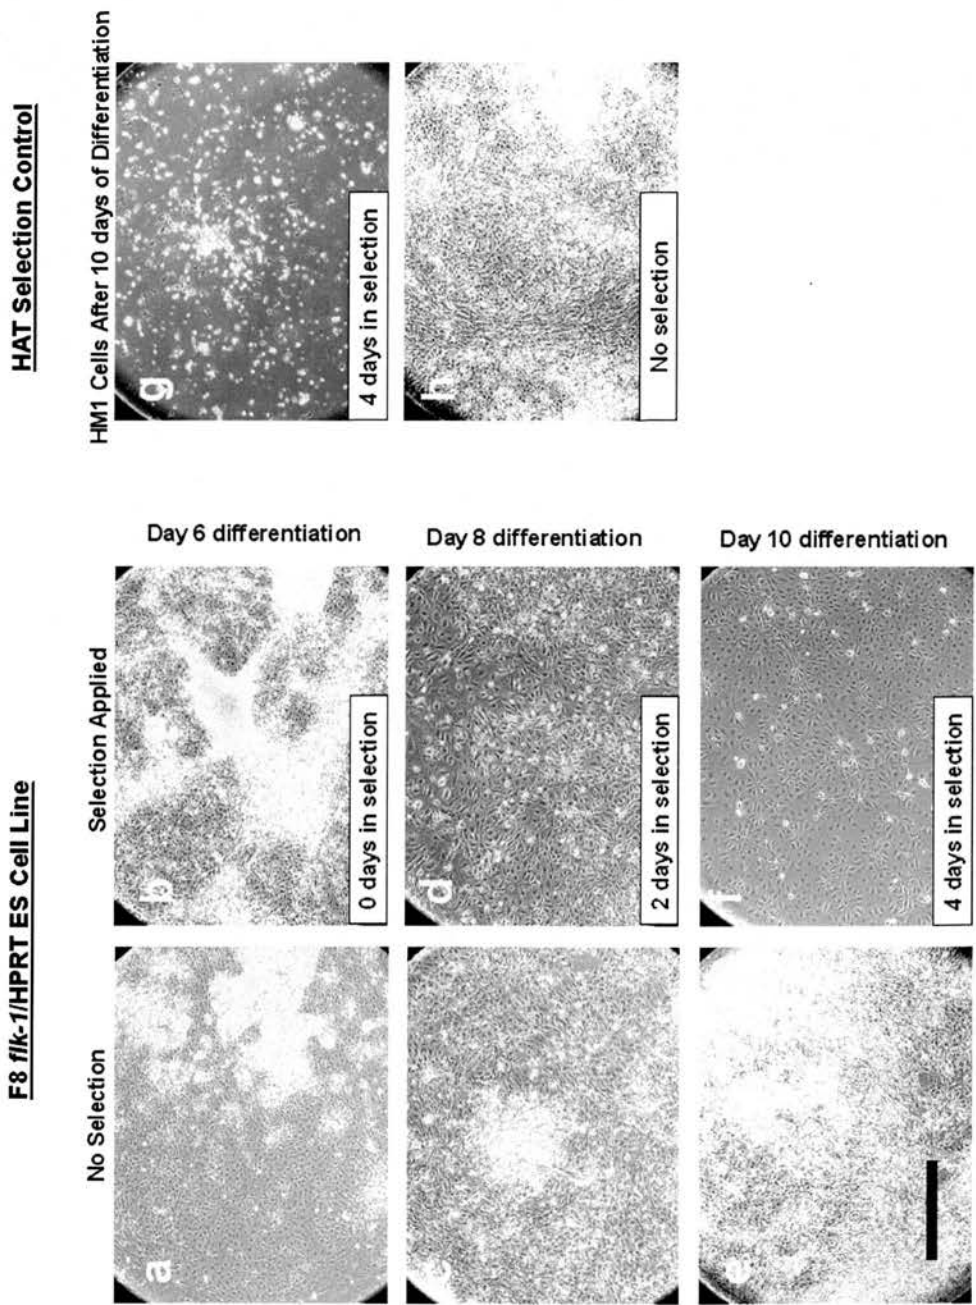 F8 flk-1/HPRT ES Cell Line
No Selection
Selection Applied
a
b
0 days in selection
Day 6 differentiation
c
d
2 days in selection
Day 8 differentiation
e
f
4 days in selection
Day 10 differentiation
HAT Selection Control
HM1 Cells After 10 days of Differentiation
g
4 days in selection
h
No selection